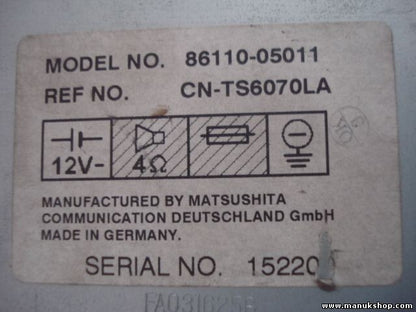 MODEL NO. 86110-05011
REF NO. CN-TS6070LA
12V⎓ 4Ω
MANUFACTURED BY MATSUSHITA
COMMUNICATION DEUTSCHLAND GmbH
MADE IN GERMANY.
SERIAL NO. 15220
www.manukshop.com